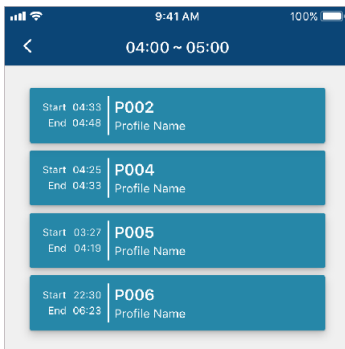 9:41 AM
100%
04:00 ~ 05:00
Start 04:33
End 04:48
P002
Profile Name
Start 04:25
End 04:33
P004
Profile Name
Start 03:27
End 04:19
P005
Profile Name
Start 22:30
End 06:23
P006
Profile Name